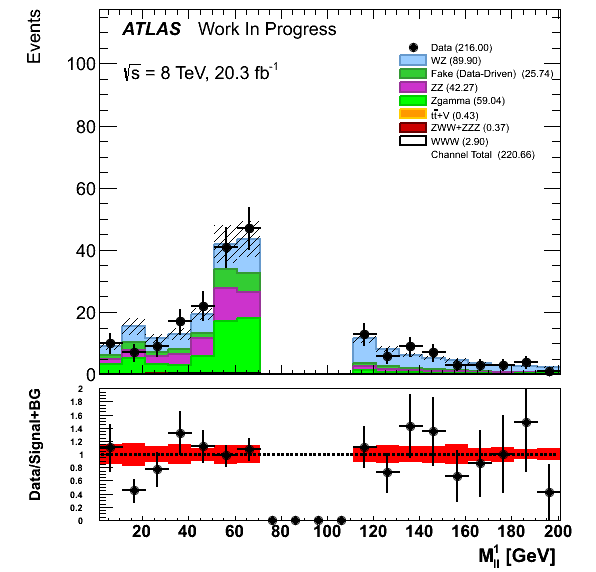 Events
ATLAS Work In Progress
√s = 8 TeV, 20.3 fb⁻¹
Data (216.00)
WZ (89.90)
Fake (Data-Driven) (25.74)
ZZ (42.27)
Zgamma (59.04)
tt̄+V (0.43)
ZWW+ZZZ (0.37)
WWW (2.90)
Channel Total (220.66)
100
80
60
40
20
0
Data/Signal+BG
2
1.8
1.6
1.4
1.2
1
0.8
0.6
0.4
0.2
0
20 40 60 80 100 120 140 160 180 200
M¹ll [GeV]